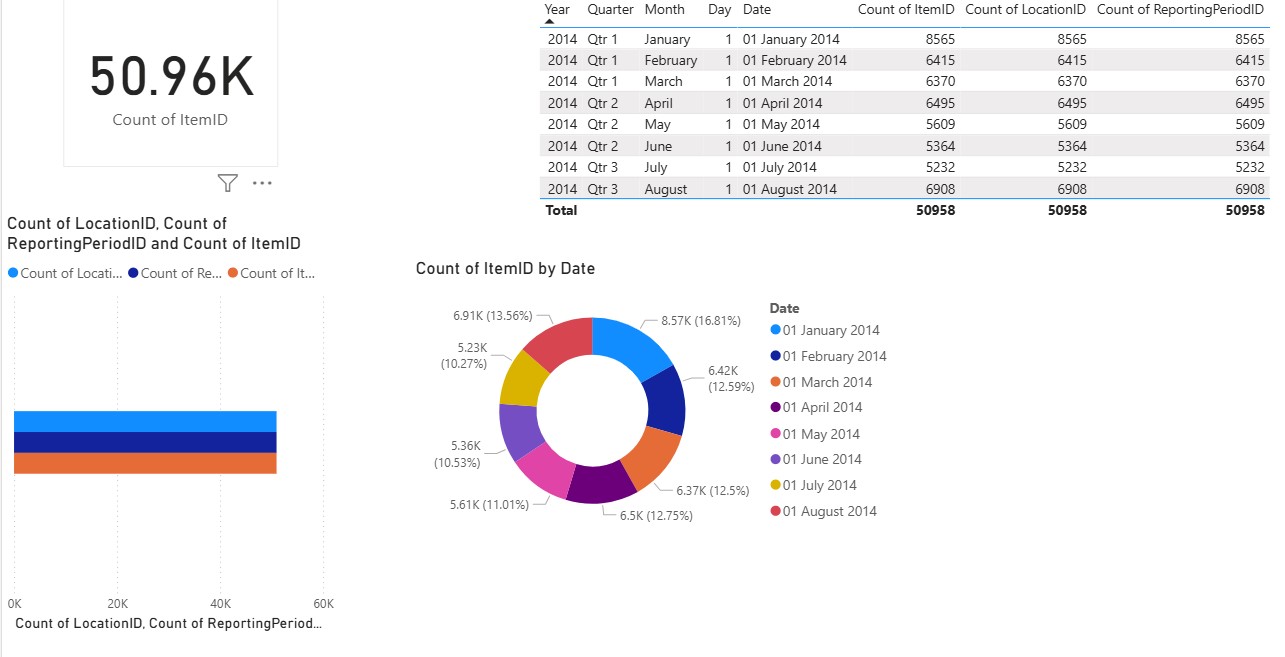 50.96K
Count of ItemID
Year Quarter Month Day Date Count of ItemID Count of LocationID Count of ReportingPeriodID
2014 Qtr 1 January 1 01 January 2014 8565 8565 8565
2014 Qtr 1 February 1 01 February 2014 6415 6415 6415
2014 Qtr 1 March 1 01 March 2014 6370 6370 6370
2014 Qtr 2 April 1 01 April 2014 6495 6495 6495
2014 Qtr 2 May 1 01 May 2014 5609 5609 5609
2014 Qtr 2 June 1 01 June 2014 5364 5364 5364
2014 Qtr 3 July 1 01 July 2014 5232 5232 5232
2014 Qtr 3 August 1 01 August 2014 6908 6908 6908
Total 50958 50958 50958
Count of LocationID, Count of
ReportingPeriodID and Count of ItemID
Count of Locati... Count of Re... Count of It...
0K 20K 40K 60K
Count of LocationID, Count of ReportingPeriod...
Count of ItemID by Date
8.57K (16.81%)
6.42K
(12.59%)
6.37K (12.5%)
6.5K (12.75%)
5.61K (11.01%)
5.36K
(10.53%)
5.23K
(10.27%)
6.91K (13.56%)
Date
01 January 2014
01 February 2014
01 March 2014
01 April 2014
01 May 2014
01 June 2014
01 July 2014
01 August 2014